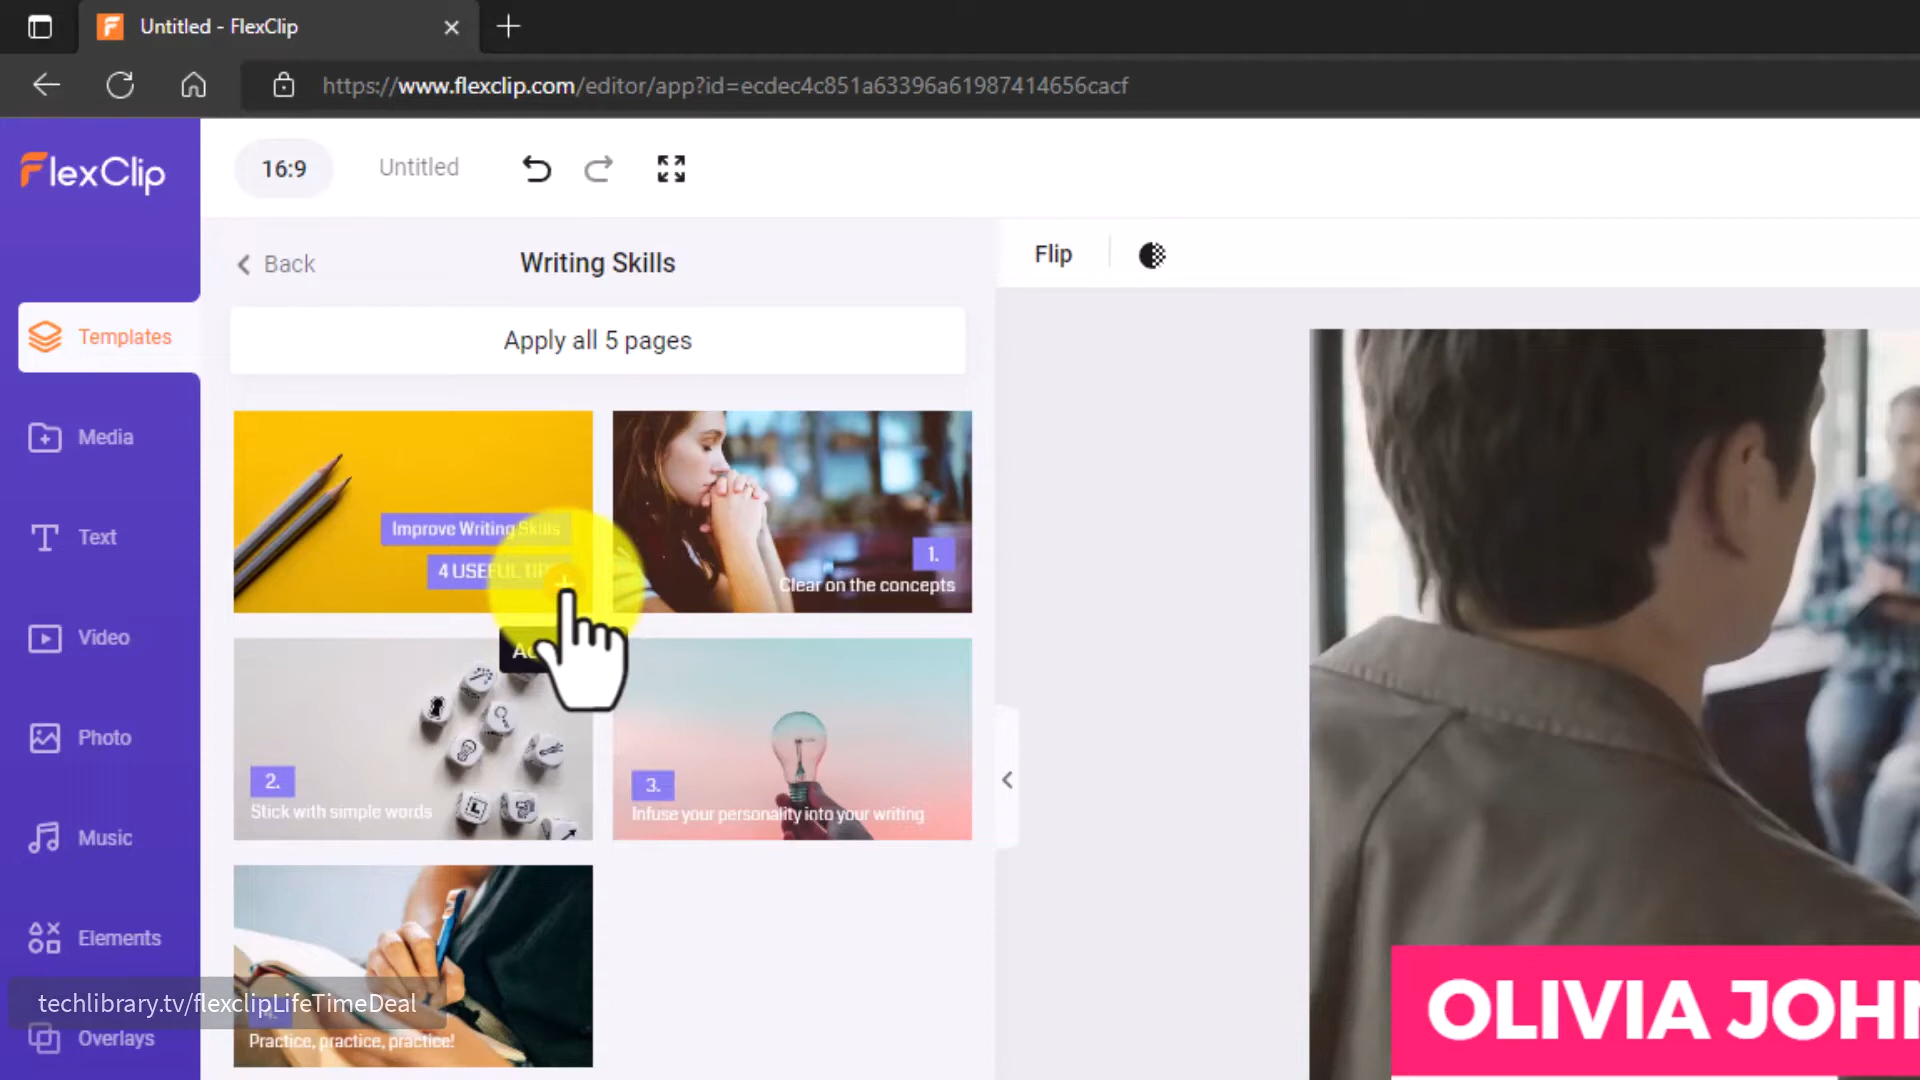 Untitled - FlexClip
https://www.flexclip.com/editor/app?id=ecdec4c851a63396a61987414656cacf
FlexClip
16:9
Untitled
Back
Writing Skills
Flip
Apply all 5 pages
Templates
Media
Text
Video
Photo
Music
Elements
Overlays
Improve Writing Skills
4 USEFUL
1.
Clear on the concepts
2.
Stick with simple words
3.
Infuse your personality into your writing
Practice, practice, practice!
techlibrary.tv/flexclipLifeTimeDeal
OLIVIA JOHN